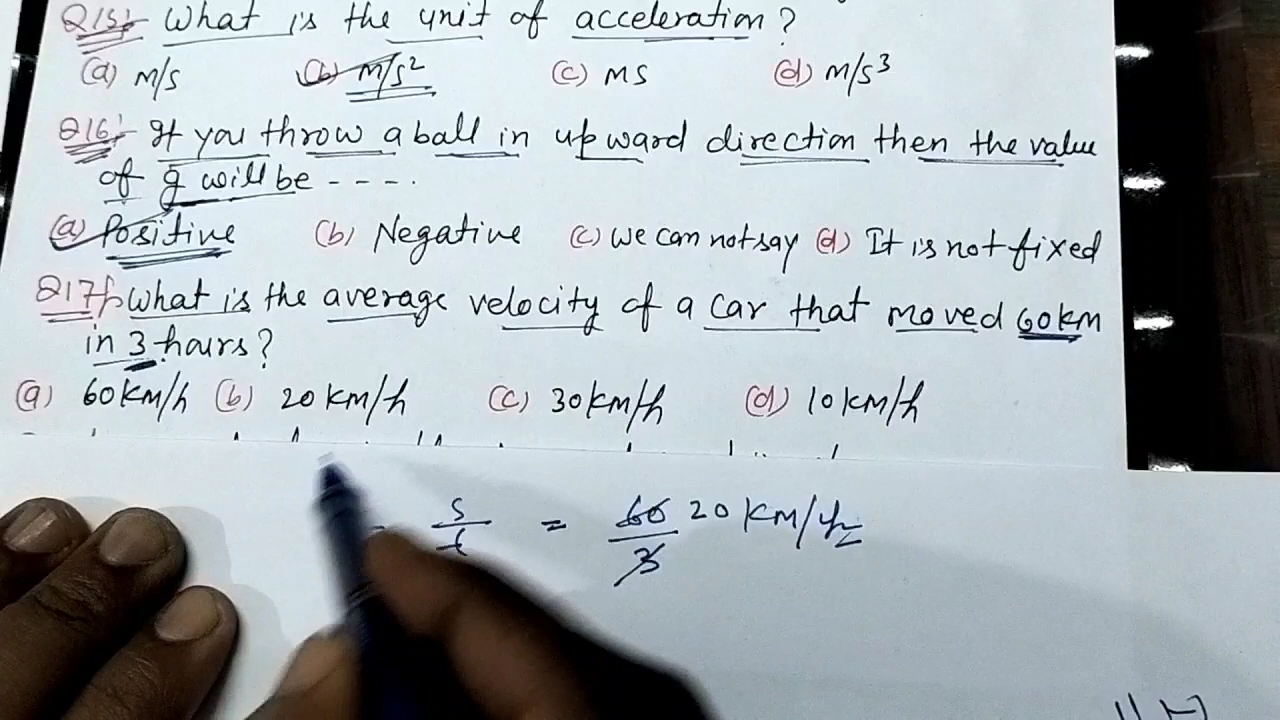 Q15:- What is the unit of acceleration?
(a) m/s (b) m/s² (c) ms (d) m/s³
Q16:- If you throw a ball in upward direction then the value
of g will be ----.
(a) Positive (b) Negative (c) we can not say (d) It is not fixed
Q17:- What is the average velocity of a car that moved 60km
in 3 hours?
(a) 60km/h (b) 20km/h (c) 30km/h (d) 10km/h
s/t = 60/3 20 km/h